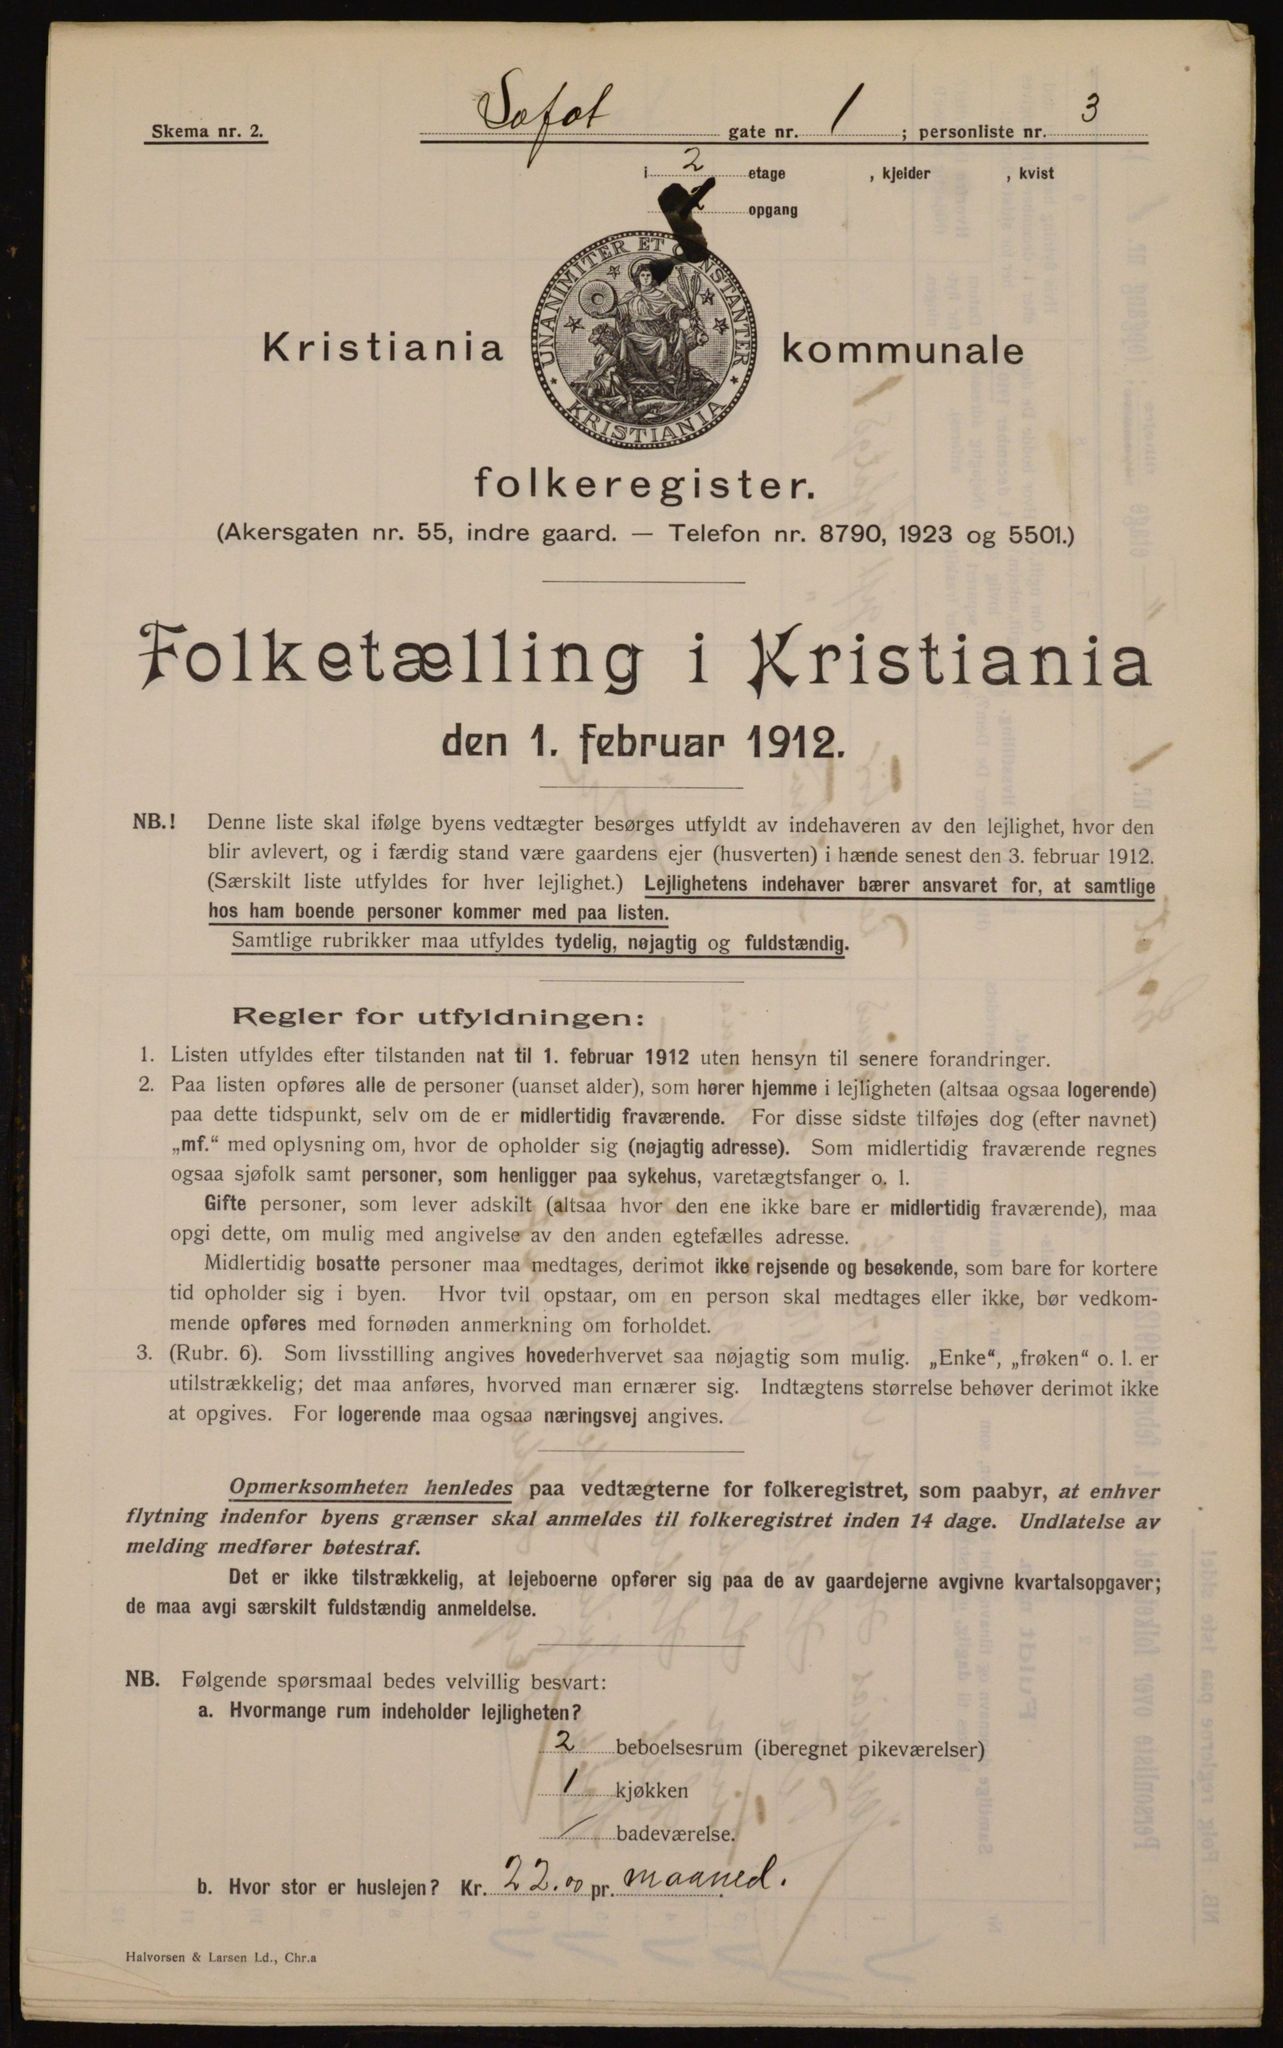 Skema nr. 2.
Sofat gate nr. 1 ; personliste nr. 3
i 2 etage , kjelder , kvist
2 opgang
UNANIMITER ET CONSTANTER
KRISTIANIA
Kristiania kommunale
folkeregister.
(Akersgaten nr. 55, indre gaard. — Telefon nr. 8790, 1923 og 5501.)
Folketælling i Kristiania
den 1. februar 1912.
NB.! Denne liste skal ifølge byens vedtægter besørges utfyldt av indehaveren av den lejlighet, hvor den
blir avlevert, og i færdig stand være gaardens ejer (husverten) i hænde senest den 3. februar 1912.
(Særskilt liste utfyldes for hver lejlighet.) Lejlighetens indehaver bærer ansvaret for, at samtlige
hos ham boende personer kommer med paa listen.
Samtlige rubrikker maa utfyldes tydelig, nøjagtig og fuldstændig.
Regler for utfyldningen:
1. Listen utfyldes efter tilstanden nat til 1. februar 1912 uten hensyn til senere forandringer.
2. Paa listen opføres alle de personer (uanset alder), som hører hjemme i lejligheten (altsaa ogsaa logerende)
paa dette tidspunkt, selv om de er midlertidig fraværende. For disse sidste tilføjes dog (efter navnet)
„mf.“ med oplysning om, hvor de opholder sig (nøjagtig adresse). Som midlertidig fraværende regnes
ogsaa sjøfolk samt personer, som henligger paa sykehus, varetægtsfanger o. l.
Gifte personer, som lever adskilt (altsaa hvor den ene ikke bare er midlertidig fraværende), maa
opgi dette, om mulig med angivelse av den anden egtefælles adresse.
Midlertidig bosatte personer maa medtages, derimot ikke rejsende og besøkende, som bare for kortere
tid opholder sig i byen. Hvor tvil opstaar, om en person skal medtages eller ikke, bør vedkom-
mende opføres med fornøden anmerkning om forholdet.
3. (Rubr. 6). Som livsstilling angives hovederhvervet saa nøjagtig som mulig. „Enke“, „frøken“ o. l. er
utilstrækkelig; det maa anføres, hvorved man ernærer sig. Indtægtens størrelse behøver derimot ikke
at opgives. For logerende maa ogsaa næringsvej angives.
Opmerksomheten henledes paa vedtægterne for folkeregistret, som paabyr, at enhver
flytning indenfor byens grænser skal anmeldes til folkeregistret inden 14 dage. Undlatelse av
melding medfører bøtestraf.
Det er ikke tilstrækkelig, at lejeboerne opfører sig paa de av gaardejerne avgivne kvartalsopgaver;
de maa avgi særskilt fuldstændig anmeldelse.
NB. Følgende spørsmaal bedes velvillig besvart:
a. Hvormange rum indeholder lejligheten?
2 beboelsesrum (iberegnet pikeværelser)
1 kjøkken
/ badeværelse.
b. Hvor stor er huslejen? Kr. 22.00 pr. maaned.
Halvorsen & Larsen Ld., Chr.a